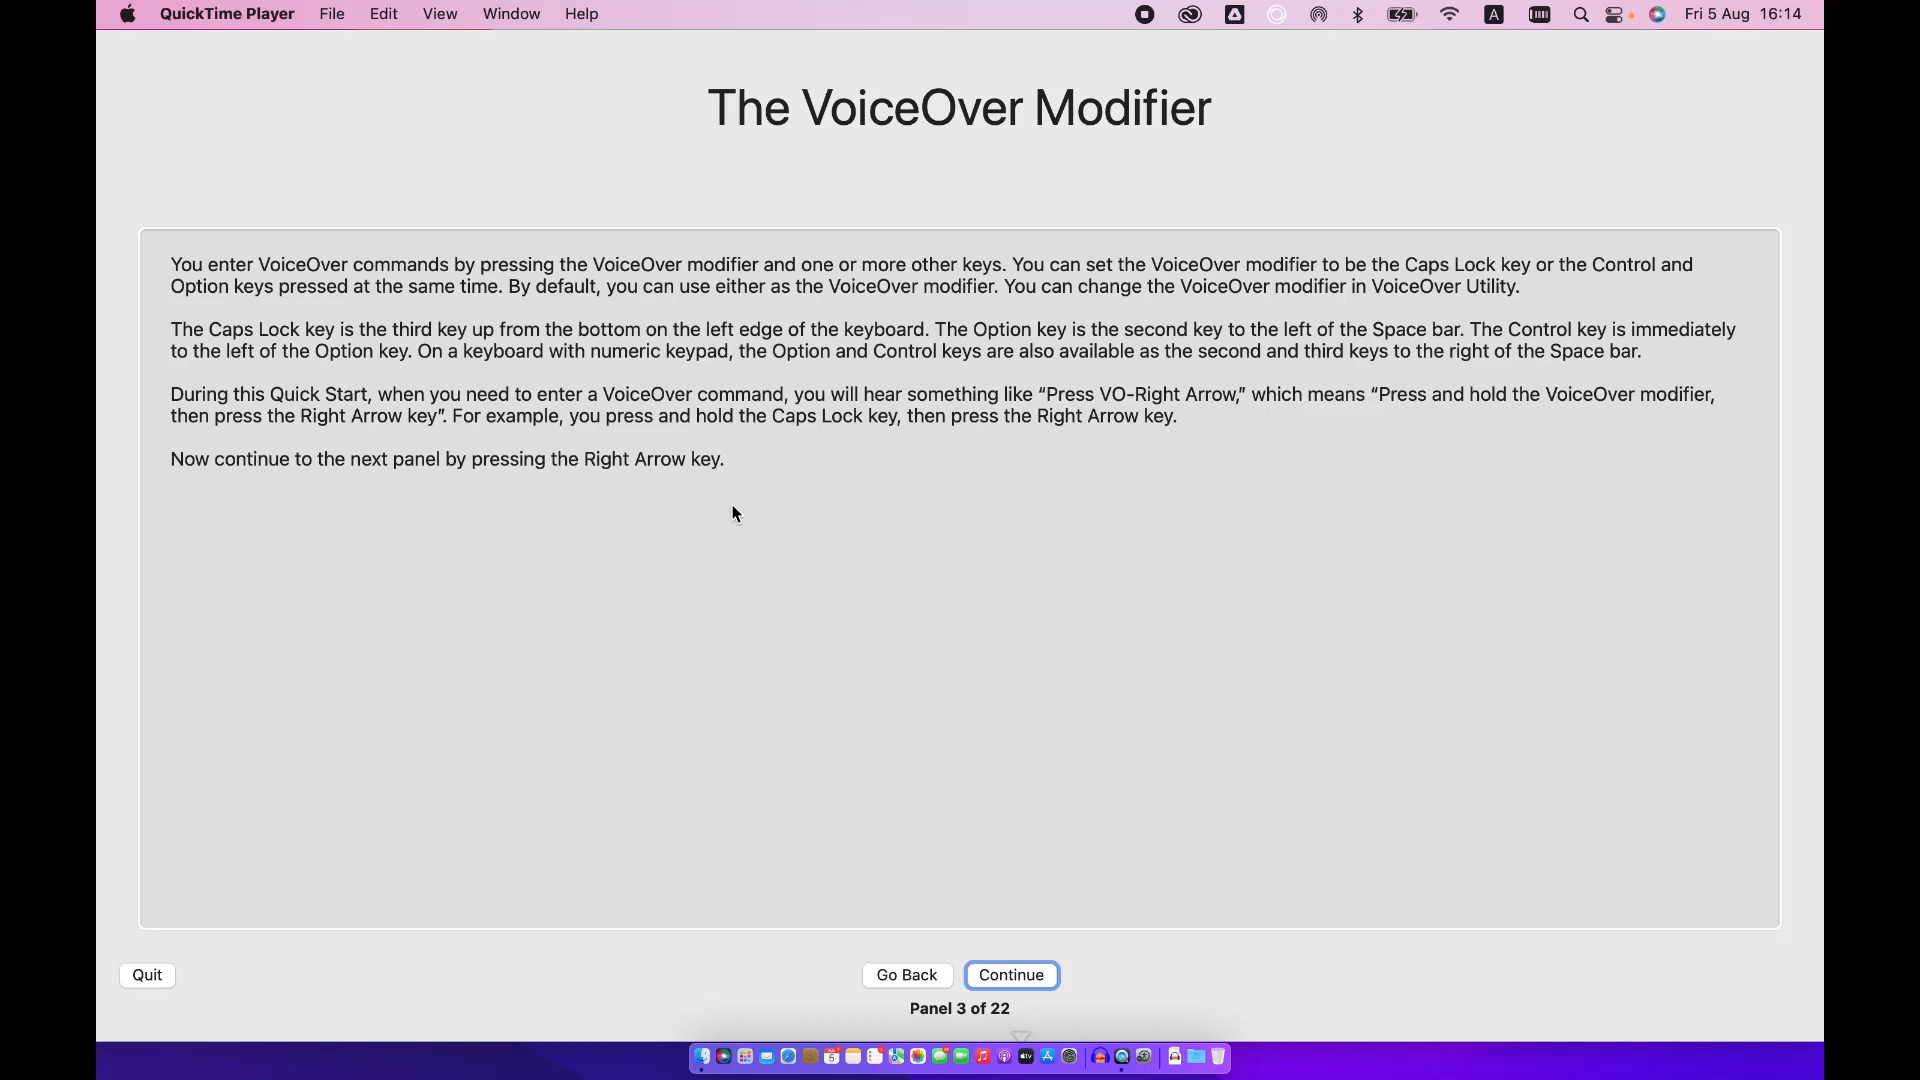 QuickTime Player File Edit View Window Help A Fri 5 Aug 16:14
The VoiceOver Modifier
You enter VoiceOver commands by pressing the VoiceOver modifier and one or more other keys. You can set the VoiceOver modifier to be the Caps Lock key or the Control and
Option keys pressed at the same time. By default, you can use either as the VoiceOver modifier. You can change the VoiceOver modifier in VoiceOver Utility.
The Caps Lock key is the third key up from the bottom on the left edge of the keyboard. The Option key is the second key to the left of the Space bar. The Control key is immediately
to the left of the Option key. On a keyboard with numeric keypad, the Option and Control keys are also available as the second and third keys to the right of the Space bar.
During this Quick Start, when you need to enter a VoiceOver command, you will hear something like “Press VO-Right Arrow,” which means “Press and hold the VoiceOver modifier,
then press the Right Arrow key”. For example, you press and hold the Caps Lock key, then press the Right Arrow key.
Now continue to the next panel by pressing the Right Arrow key.
Quit Go Back Continue
Panel 3 of 22
5 tv